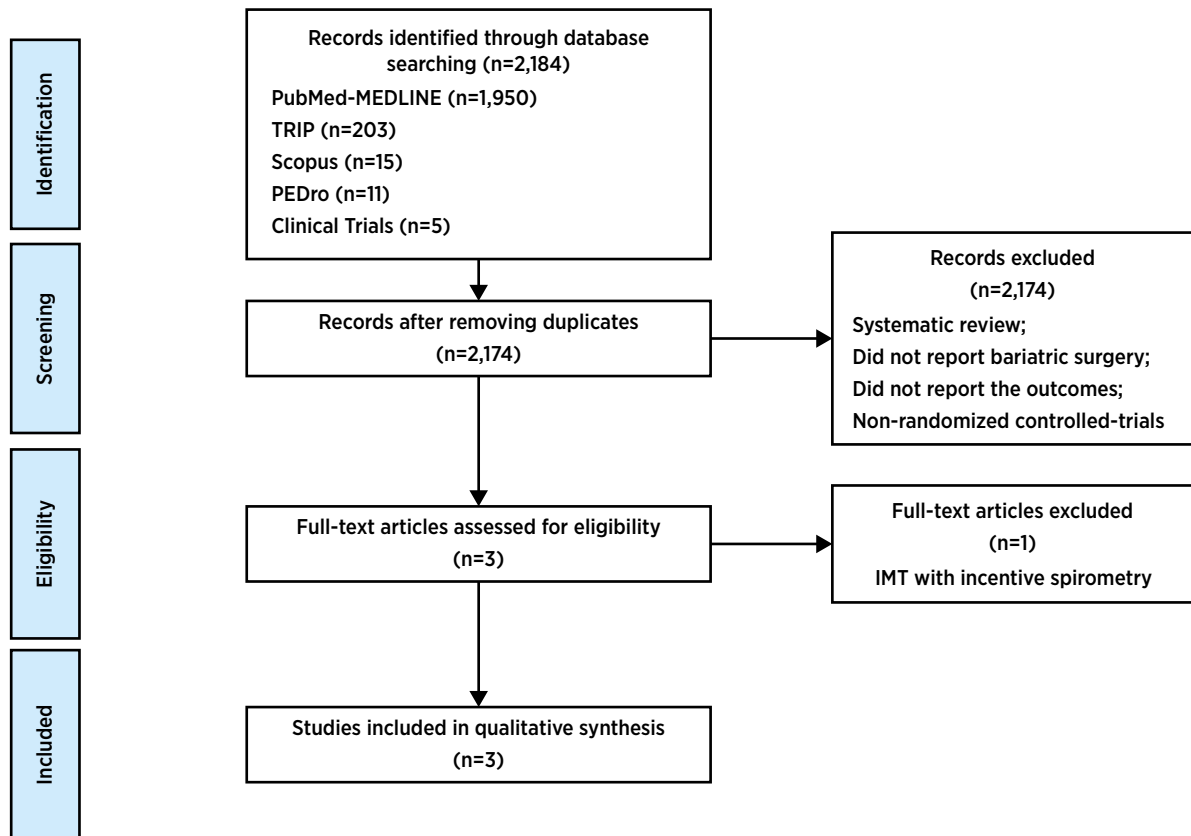 Identification
Records identified through database
searching (n=2,184)
PubMed-MEDLINE (n=1,950)
TRIP (n=203)
Scopus (n=15)
PEDro (n=11)
Clinical Trials (n=5)
Screening
Records after removing duplicates
(n=2,174)
Records excluded
(n=2,174)
Systematic review;
Did not report bariatric surgery;
Did not report the outcomes;
Non-randomized controlled-trials
Eligibility
Full-text articles assessed for eligibility
(n=3)
Full-text articles excluded
(n=1)
IMT with incentive spirometry
Included
Studies included in qualitative synthesis
(n=3)